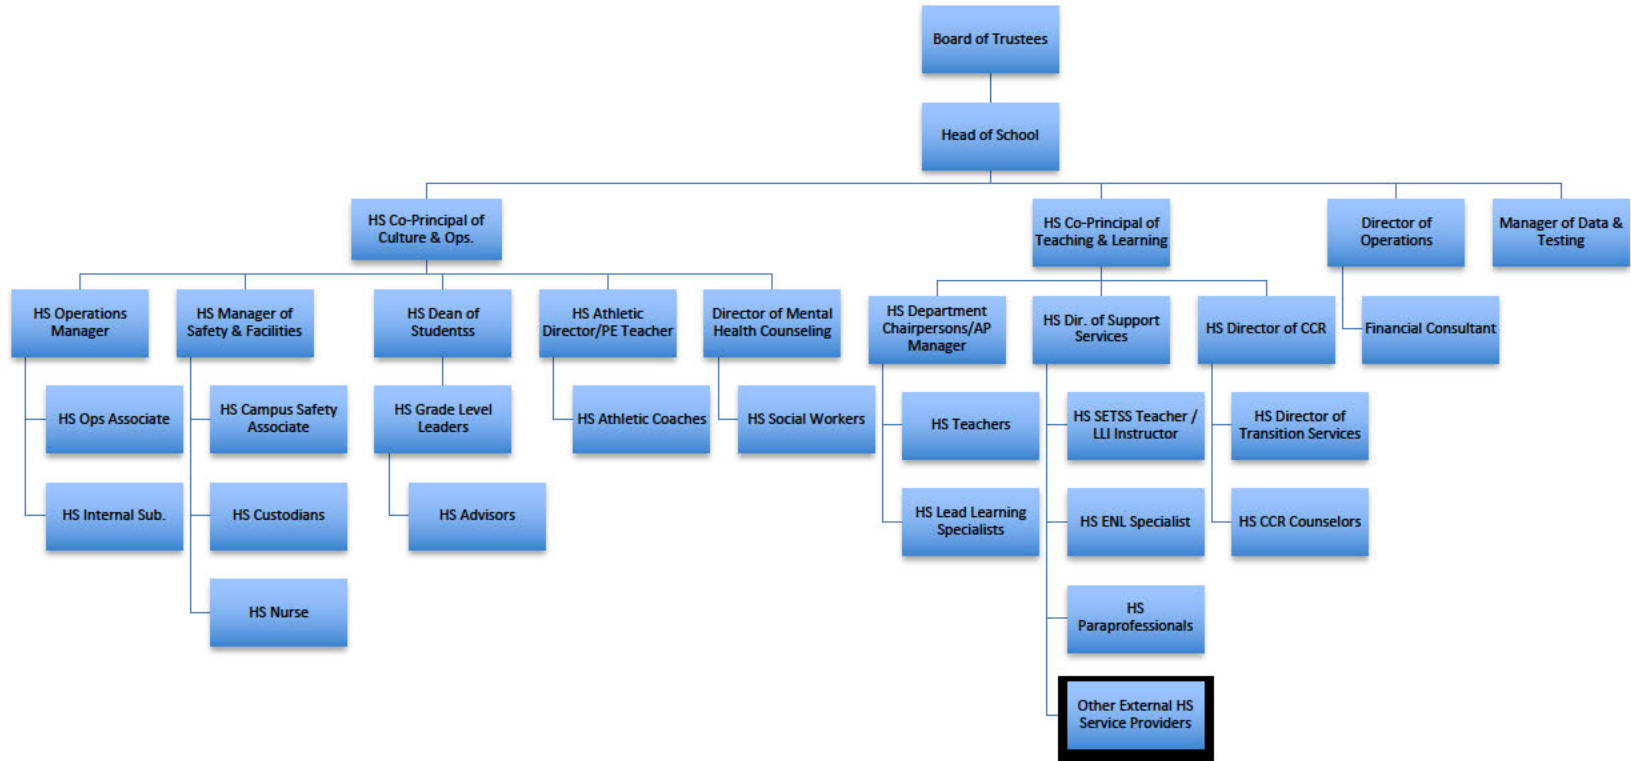 Board of Trustees
Head of School
HS Co-Principal of
Culture & Ops.
HS Co-Principal of
Teaching & Learning
Director of
Operations
Manager of Data &
Testing
HS Operations
Manager
HS Manager of
Safety & Facilities
HS Dean of
Studentss
HS Athletic
Director/PE Teacher
Director of Mental
Health Counseling
HS Department
Chairpersons/AP
Manager
HS Dir. of Support
Services
HS Director of CCR
Financial Consultant
HS Ops Associate
HS Campus Safety
Associate
HS Grade Level
Leaders
HS Athletic Coaches
HS Social Workers
HS Teachers
HS SETSS Teacher /
LLI Instructor
HS Director of
Transition Services
HS Internal Sub.
HS Custodians
HS Advisors
HS Lead Learning
Specialists
HS ENL Specialist
HS CCR Counselors
HS Nurse
HS
Paraprofessionals
Other External HS
Service Providers